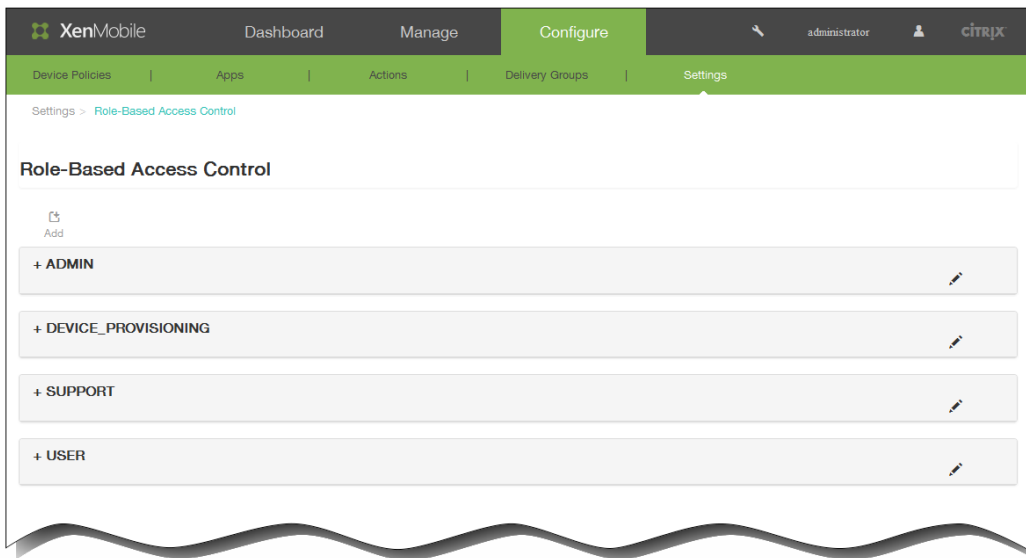 XenMobile Dashboard Manage Configure administrator CITRIX
Device Policies | Apps | Actions | Delivery Groups | Settings
Settings > Role-Based Access Control
Role-Based Access Control
Add
+ ADMIN
+ DEVICE_PROVISIONING
+ SUPPORT
+ USER